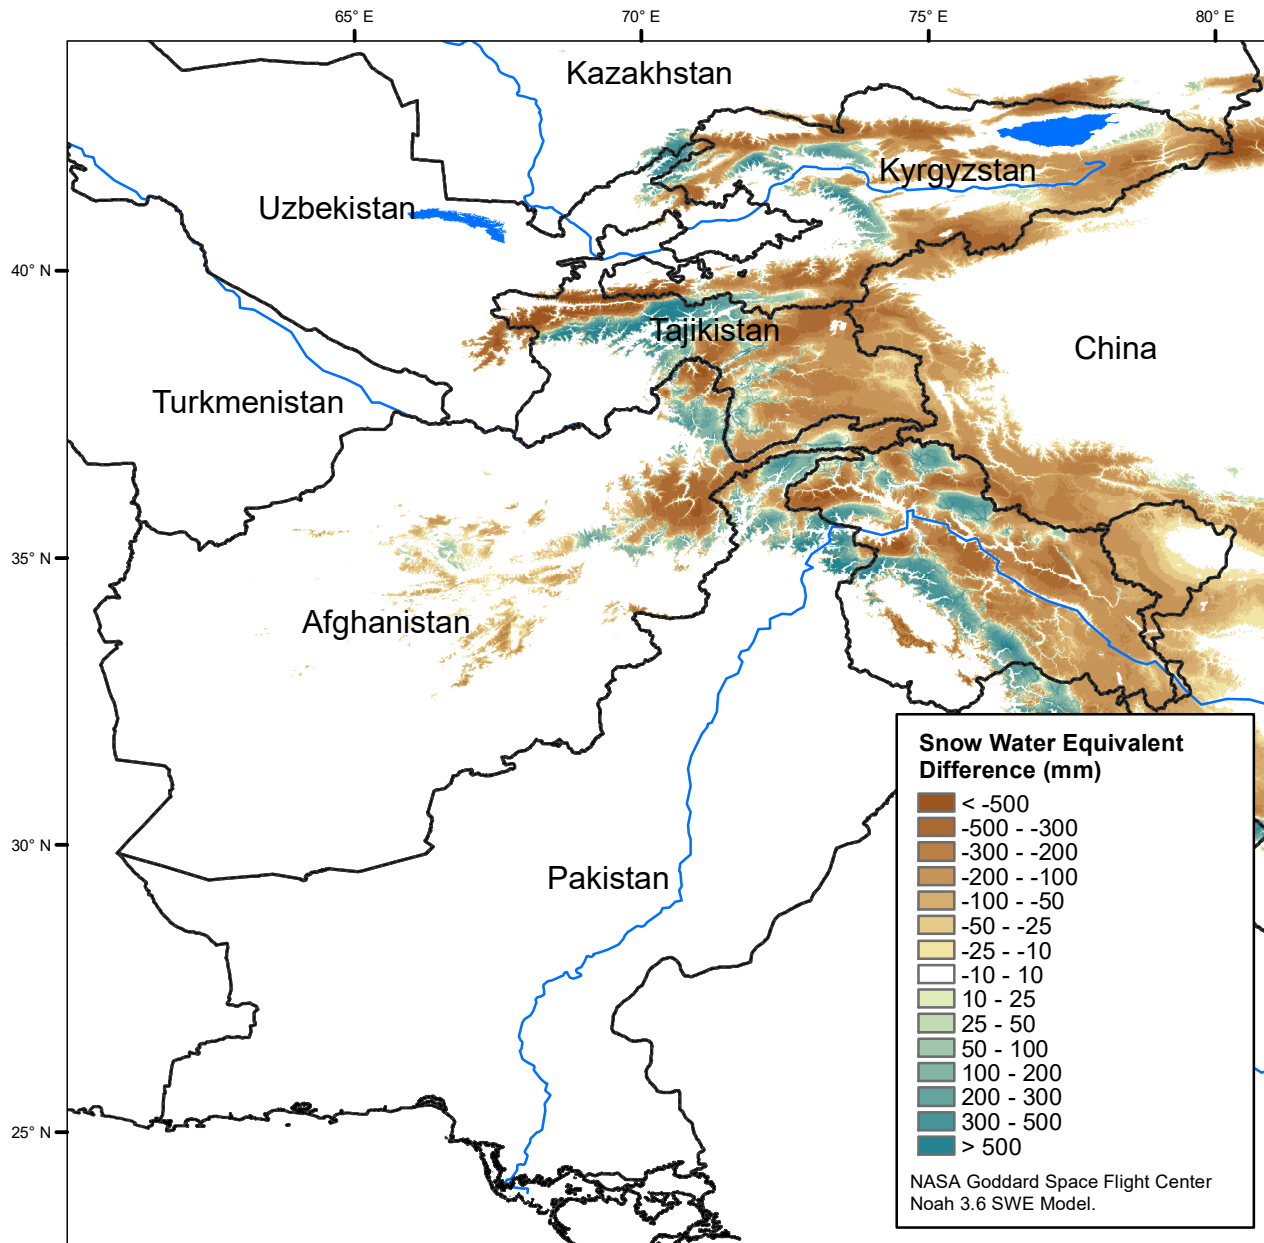 65° E
70° E
75° E
80° E
Kazakhstan
Kyrgyzstan
Uzbekistan
40° N
Tajikistan
China
Turkmenistan
35° N
Afghanistan
Snow Water Equivalent
Difference (mm)
< -500
-500 - -300
-300 - -200
-200 - -100
-100 - -50
-50 - -25
-25 - -10
-10 - 10
10 - 25
25 - 50
50 - 100
100 - 200
200 - 300
300 - 500
> 500
30° N
Pakistan
25° N
NASA Goddard Space Flight Center
Noah 3.6 SWE Model.